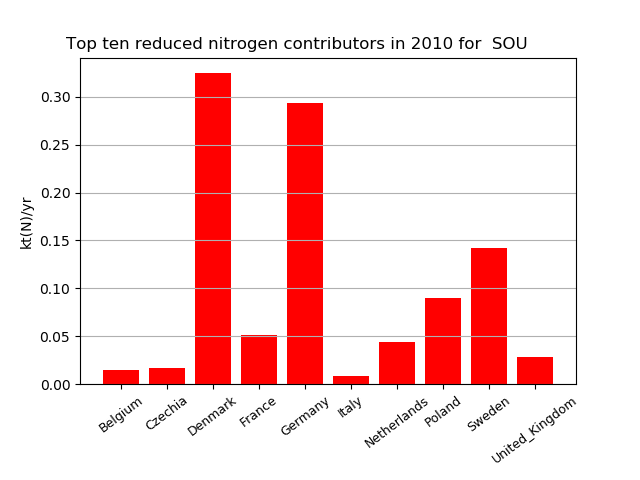 Top ten reduced nitrogen contributors in 2010 for  SOU
kt(N)/yr
0.30
0.25
0.20
0.15
0.10
0.05
0.00
Belgium
Czechia
Denmark
France
Germany
Italy
Netherlands
Poland
Sweden
United_Kingdom